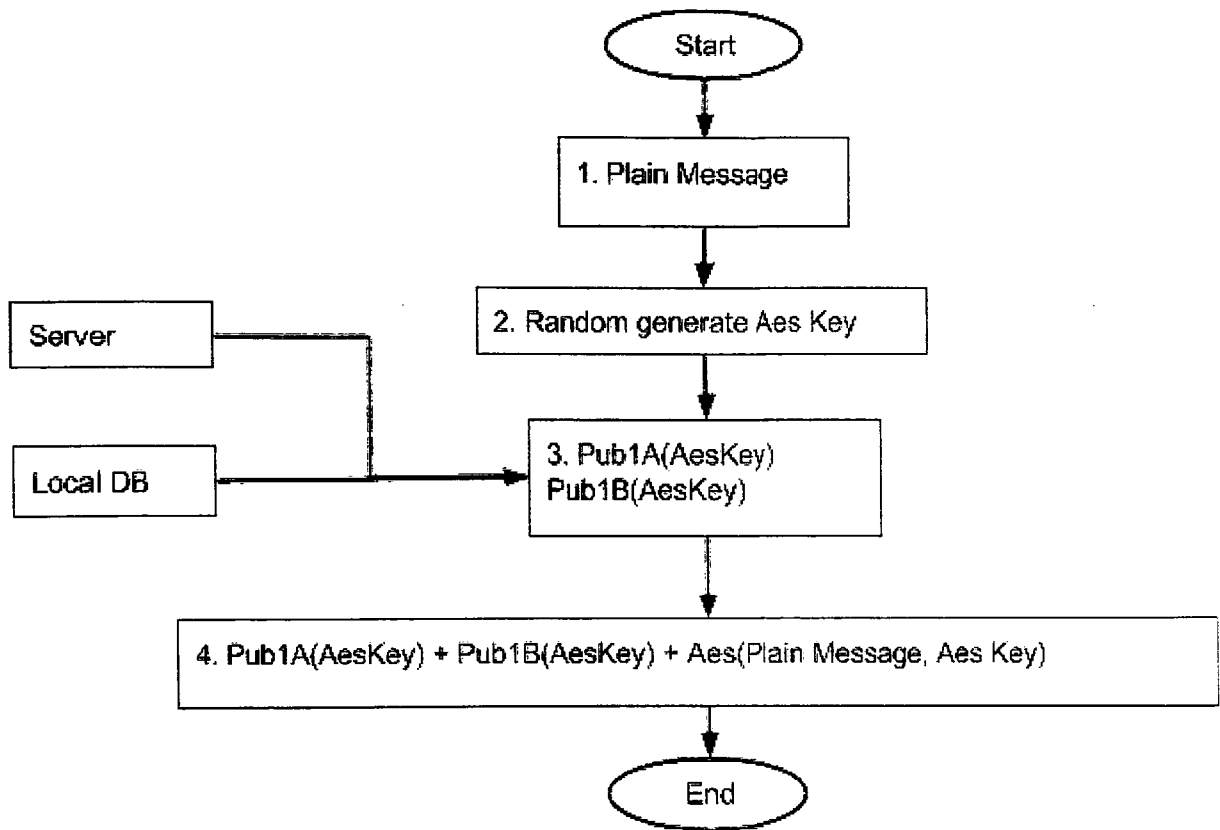 Start
1. Plain Message
2. Random generate Aes Key
Server
Local DB
3. Pub1A(AesKey)
Pub1B(AesKey)
4. Pub1A(AesKey) + Pub1B(AesKey) + Aes(Plain Message, Aes Key)
End